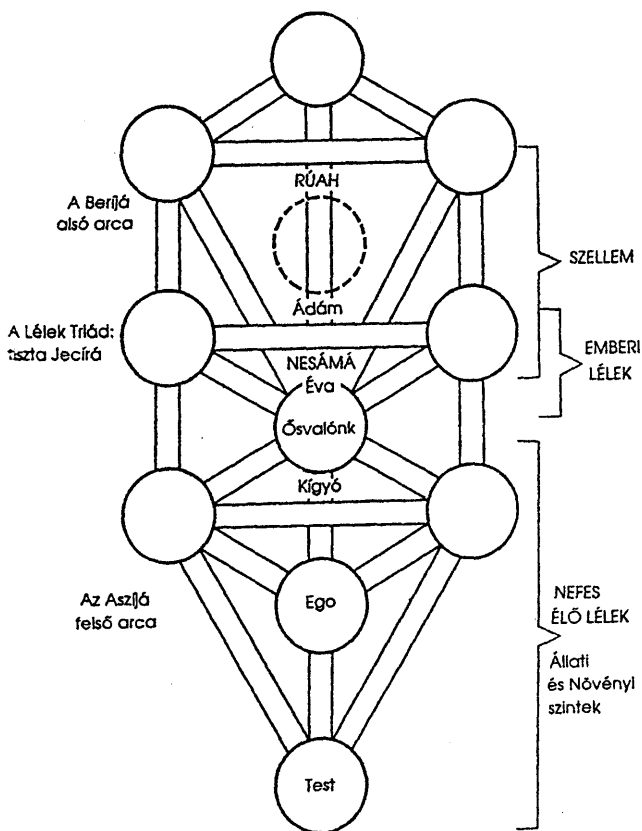 RÚAH
A Beríjá
alsó arca
SZELLEM
Ádám
A Lélek Triád:
tiszta Jecírá
EMBERI
LÉLEK
NESÁMÁ
Éva
Ősvalónk
Kígyó
Az Aszíjá
felső arca
Ego
NEFES
ÉLŐ LÉLEK
Állati
és Növényi
szintek
Test